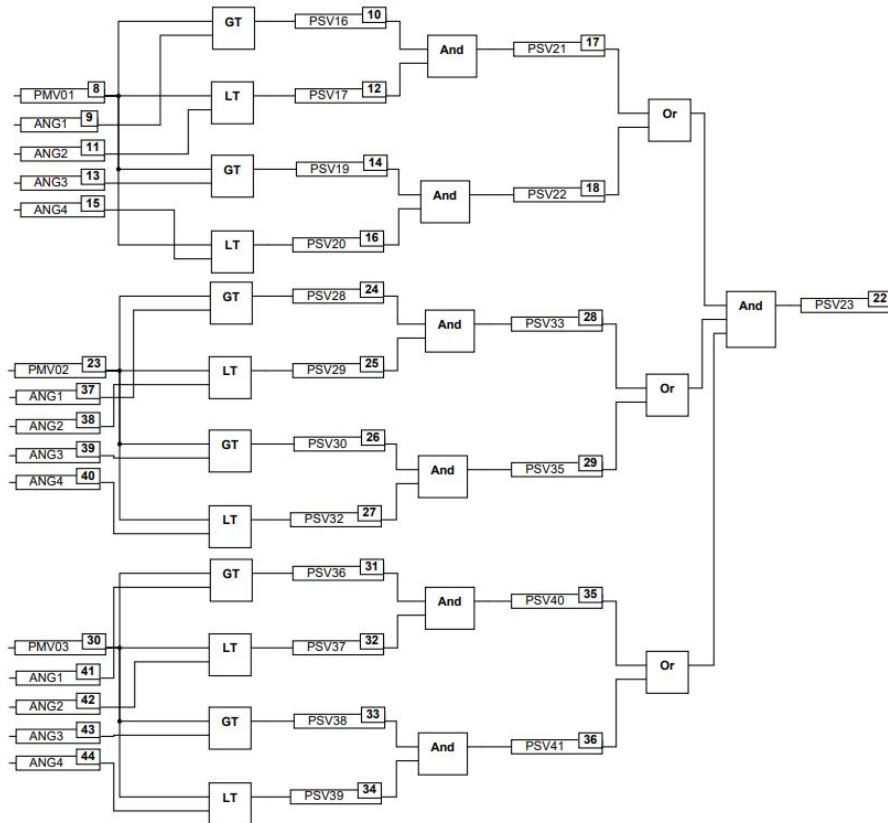 GT
PSV16 10
And
PSV21 17
PMV01 8
LT
PSV17 12
ANG1 9
Or
ANG2 11
GT
PSV19 14
ANG3 13
And
PSV22 18
ANG4 15
LT
PSV20 16
GT
PSV28 24
And
PSV33 28
And
PSV23 22
PMV02 23
LT
PSV29 25
ANG1 37
Or
ANG2 38
GT
PSV30 26
ANG3 39
And
PSV35 29
ANG4 40
LT
PSV32 27
GT
PSV36 31
And
PSV40 35
PMV03 30
LT
PSV37 32
ANG1 41
Or
ANG2 42
GT
PSV38 33
ANG3 43
And
PSV41 36
ANG4 44
LT
PSV39 34